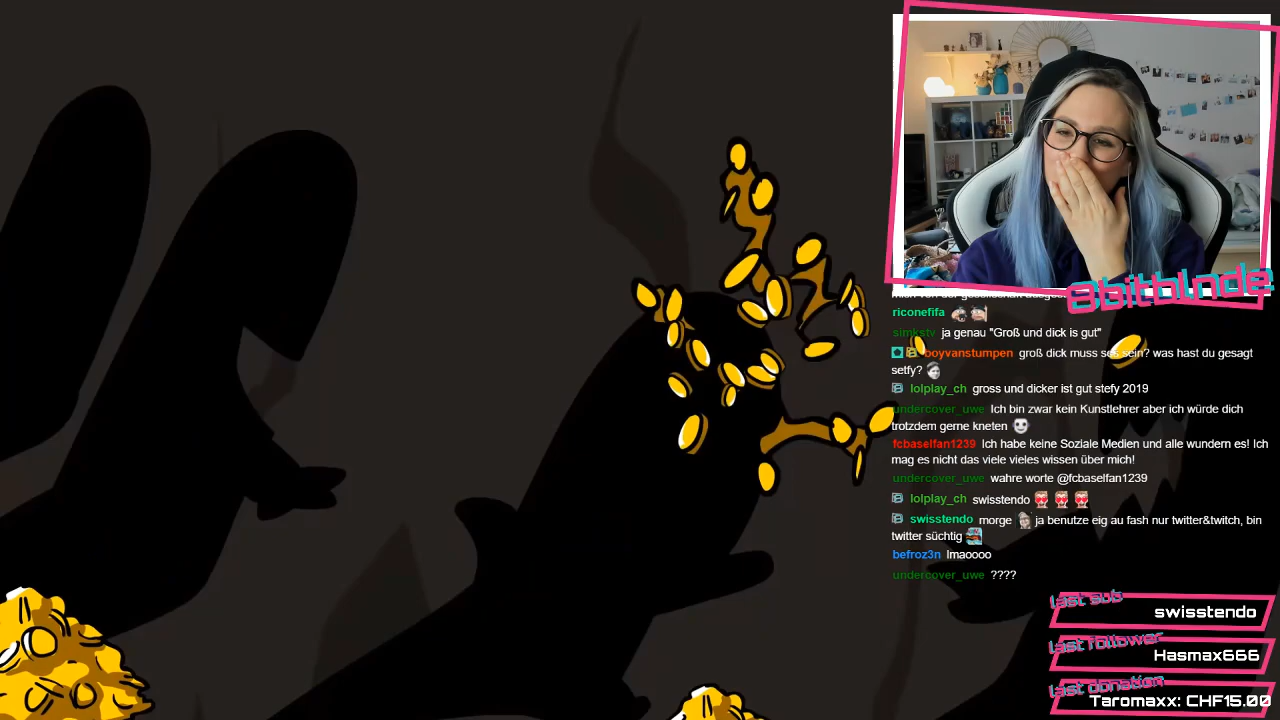 8bitbl1nde
riconefifa
simkstv ja genau "Groß und dick is gut"
boyvanstumpen groß dick muss ses sein? was hast du gesagt
setfy?
lolplay_ch gross und dicker ist gut stefy 2019
undercover_uwe Ich bin zwar kein Kunstlehrer aber ich würde dich
trotzdem gerne kneten
fcbaselfan1239 Ich habe keine Soziale Medien und alle wundern es! Ich
mag es nicht das viele vieles wissen über mich!
undercover_uwe wahre worte @fcbaselfan1239
lolplay_ch swisstendo
swisstendo morge ja benutze eig au fash nur twitter&twitch, bin
twitter süchtig
befroz3n lmaoooo
undercover_uwe ????
last sub
swisstendo
last follower
Hasmax666
last donation
Taromaxx: CHF15.00